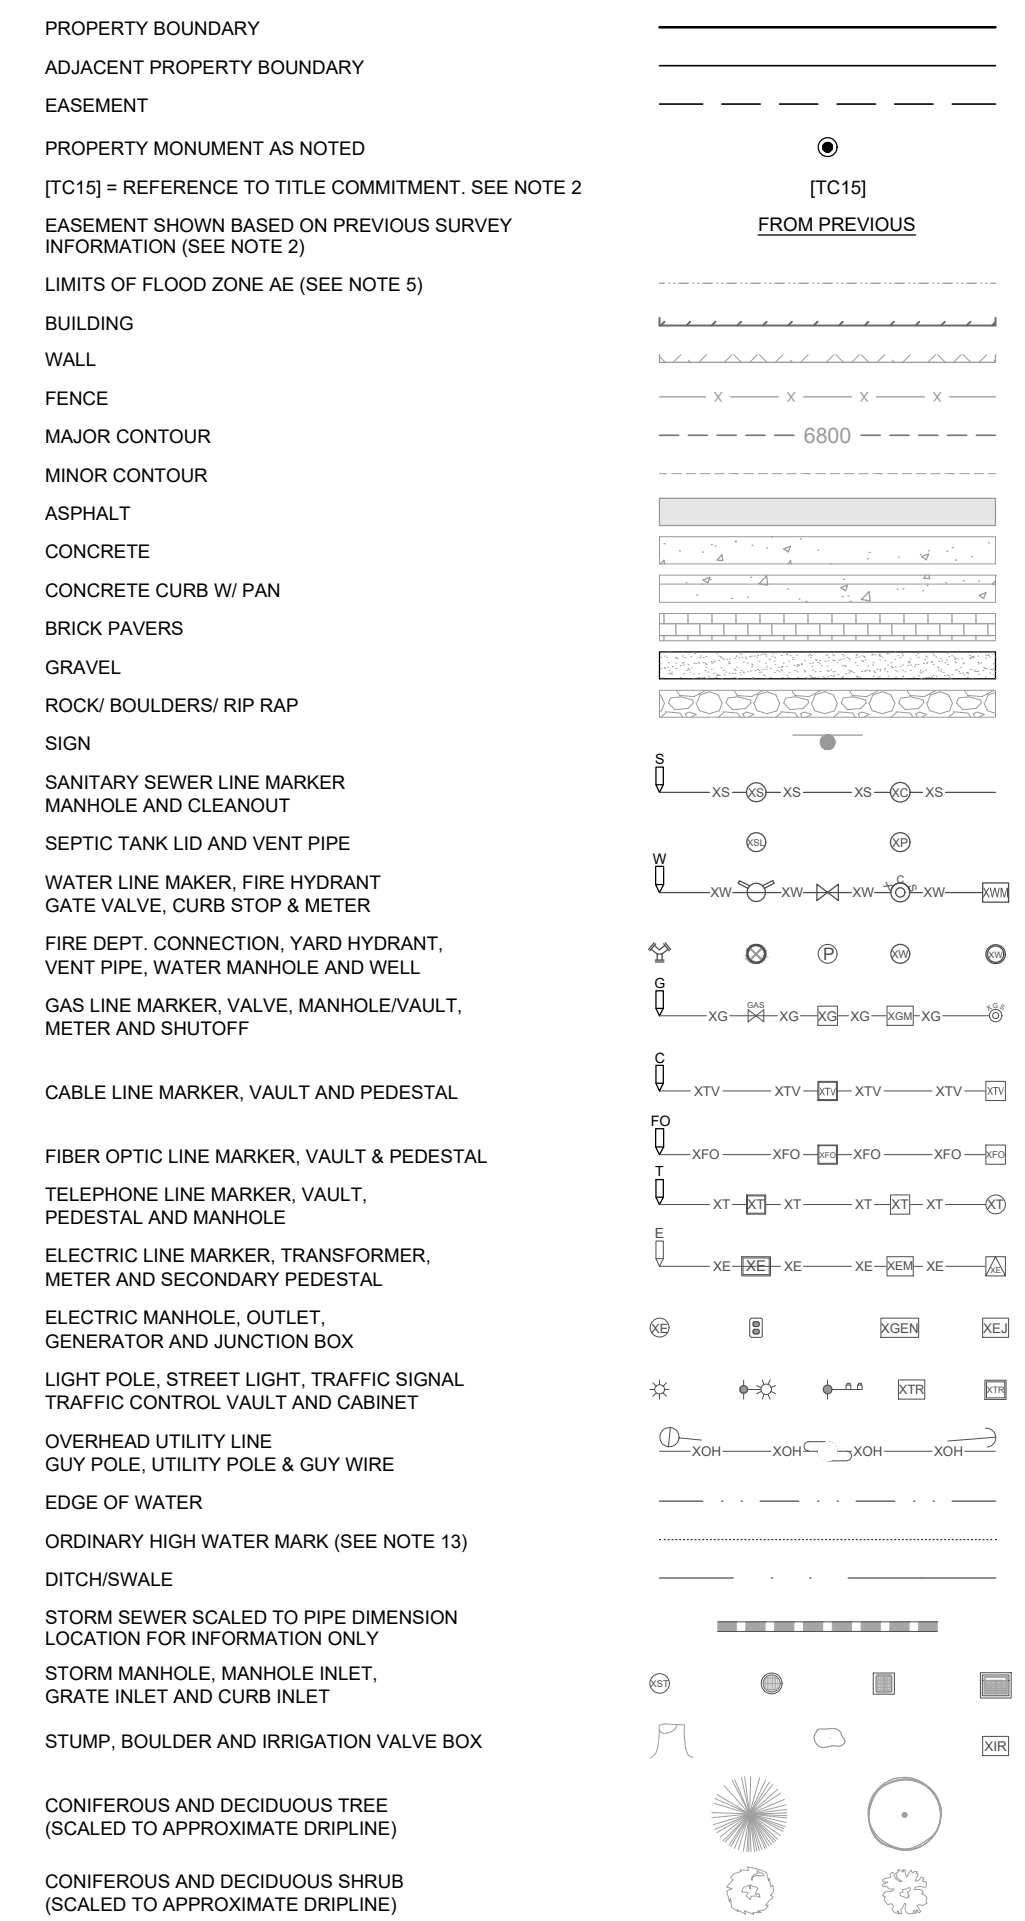 PROPERTY BOUNDARY
ADJACENT PROPERTY BOUNDARY
EASEMENT
PROPERTY MONUMENT AS NOTED
[TC15] = REFERENCE TO TITLE COMMITMENT. SEE NOTE 2 [TC15]
EASEMENT SHOWN BASED ON PREVIOUS SURVEY
INFORMATION (SEE NOTE 2)
FROM PREVIOUS
LIMITS OF FLOOD ZONE AE (SEE NOTE 5)
BUILDING
WALL
FENCE X X X X
MAJOR CONTOUR 6800
MINOR CONTOUR
ASPHALT
CONCRETE
CONCRETE CURB W/ PAN
BRICK PAVERS
GRAVEL
ROCK/ BOULDERS/ RIP RAP
SIGN
SANITARY SEWER LINE MARKER
MANHOLE AND CLEANOUT
S
XS XS XS XS XC XS
SEPTIC TANK LID AND VENT PIPE XSL XP
WATER LINE MAKER, FIRE HYDRANT
GATE VALVE, CURB STOP & METER
W
XW XW XW XCS XW XWM
FIRE DEPT. CONNECTION, YARD HYDRANT,
VENT PIPE, WATER MANHOLE AND WELL
P XW XW
GAS LINE MARKER, VALVE, MANHOLE/VAULT,
METER AND SHUTOFF
G
XG GAS XG XG XG XGM XG XGS
CABLE LINE MARKER, VAULT AND PEDESTAL
C
XTV XTV XTV XTV XTV XTV
FIBER OPTIC LINE MARKER, VAULT & PEDESTAL
FO
XFO XFO XFO XFO XFO XFO
TELEPHONE LINE MARKER, VAULT,
PEDESTAL AND MANHOLE
T
XT XT XT XT XT XT XT
ELECTRIC LINE MARKER, TRANSFORMER,
METER AND SECONDARY PEDESTAL
E
XE XE XE XE XEM XE XE
ELECTRIC MANHOLE, OUTLET,
GENERATOR AND JUNCTION BOX
XE XGEN XEJ
LIGHT POLE, STREET LIGHT, TRAFFIC SIGNAL
TRAFFIC CONTROL VAULT AND CABINET
XTR XTR
OVERHEAD UTILITY LINE
GUY POLE, UTILITY POLE & GUY WIRE
XOH XOH XOH XOH
EDGE OF WATER
ORDINARY HIGH WATER MARK (SEE NOTE 13)
DITCH/SWALE
STORM SEWER SCALED TO PIPE DIMENSION
LOCATION FOR INFORMATION ONLY
STORM MANHOLE, MANHOLE INLET,
GRATE INLET AND CURB INLET
XST
STUMP, BOULDER AND IRRIGATION VALVE BOX XIR
CONIFEROUS AND DECIDUOUS TREE
(SCALED TO APPROXIMATE DRIPLINE)
CONIFEROUS AND DECIDUOUS SHRUB
(SCALED TO APPROXIMATE DRIPLINE)